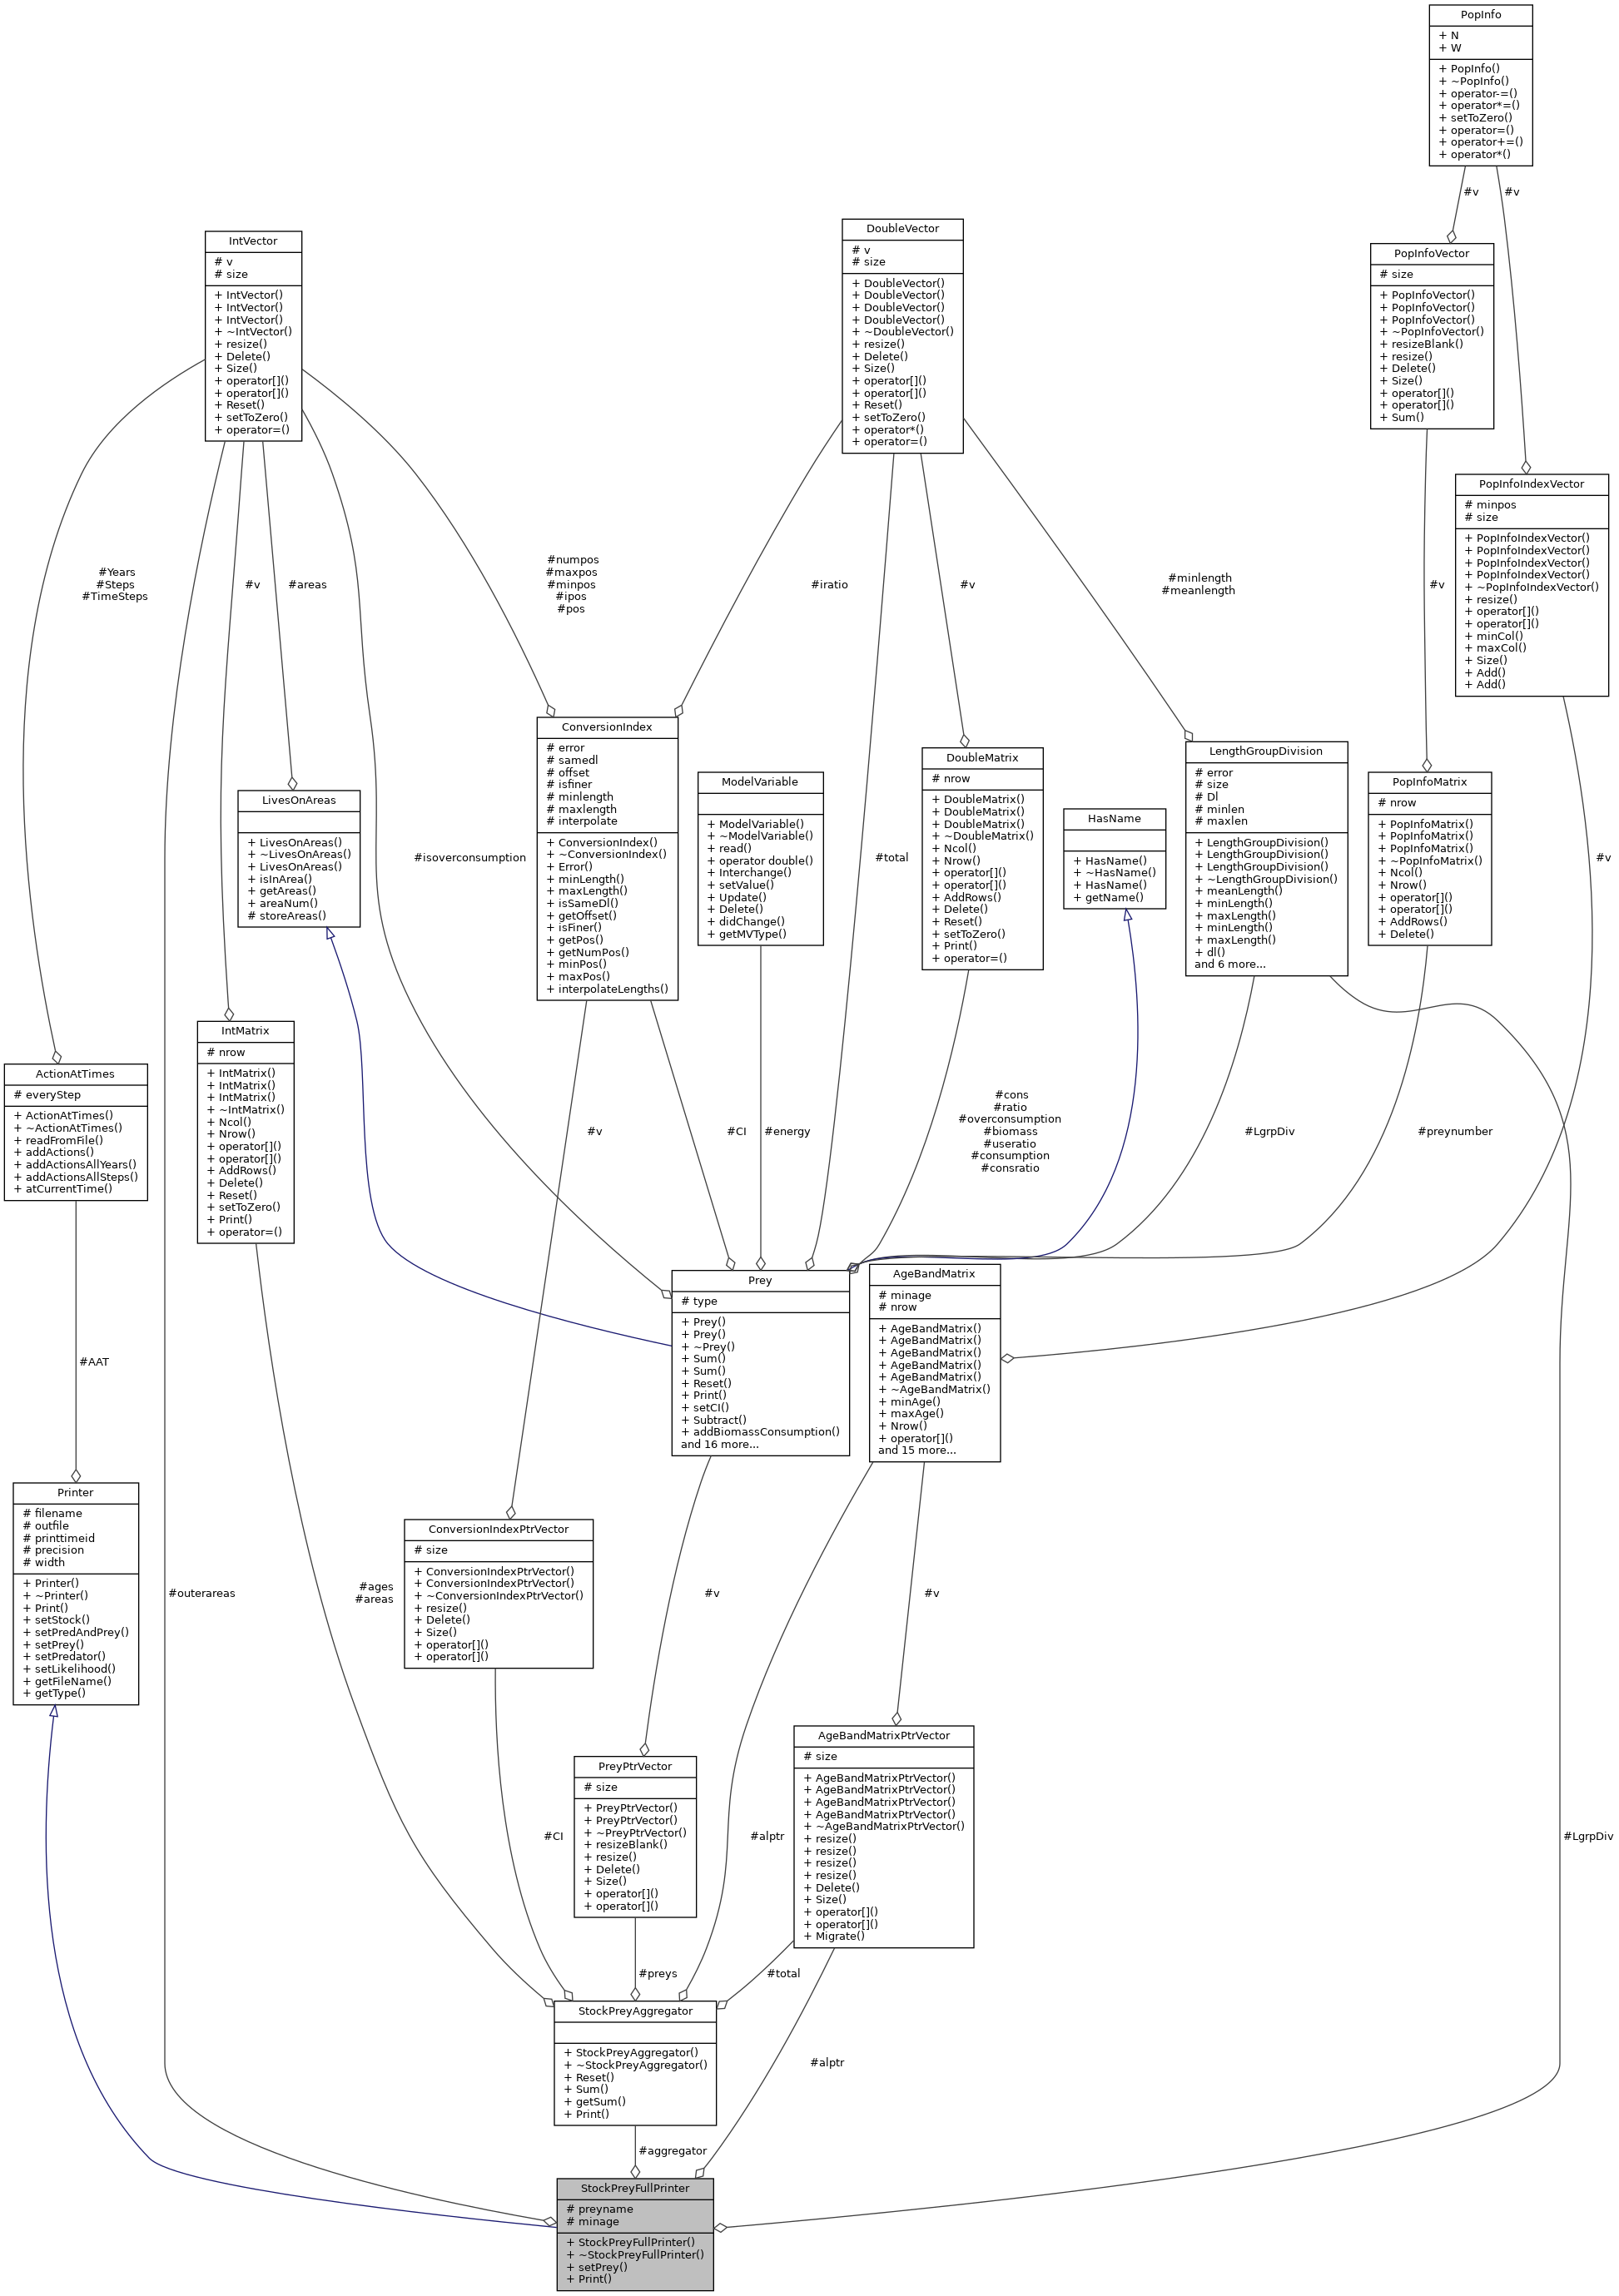 PopInfo
+ N
+ W
+ PopInfo()
+ ~PopInfo()
+ operator-=()
+ operator*=()
+ setToZero()
+ operator=()
+ operator+=()
+ operator*()
#v
#v
IntVector
# v
# size
+ IntVector()
+ IntVector()
+ IntVector()
+ ~IntVector()
+ resize()
+ Delete()
+ Size()
+ operator[]()
+ operator[]()
+ Reset()
+ setToZero()
+ operator=()
DoubleVector
# v
# size
+ DoubleVector()
+ DoubleVector()
+ DoubleVector()
+ DoubleVector()
+ ~DoubleVector()
+ resize()
+ Delete()
+ Size()
+ operator[]()
+ operator[]()
+ Reset()
+ setToZero()
+ operator*()
+ operator=()
PopInfoVector
# size
+ PopInfoVector()
+ PopInfoVector()
+ PopInfoVector()
+ ~PopInfoVector()
+ resizeBlank()
+ resize()
+ Delete()
+ Size()
+ operator[]()
+ operator[]()
+ Sum()
PopInfoIndexVector
# minpos
# size
+ PopInfoIndexVector()
+ PopInfoIndexVector()
+ PopInfoIndexVector()
+ PopInfoIndexVector()
+ ~PopInfoIndexVector()
+ resize()
+ operator[]()
+ operator[]()
+ minCol()
+ maxCol()
+ Size()
+ Add()
+ Add()
#Years
#Steps
#TimeSteps
#v
#areas
#numpos
#maxpos
#minpos
#ipos
#pos
#iratio
#v
#minlength
#meanlength
#v
ConversionIndex
# error
# samedl
# offset
# isfiner
# minlength
# maxlength
# interpolate
+ ConversionIndex()
+ ~ConversionIndex()
+ Error()
+ minLength()
+ maxLength()
+ isSameDl()
+ getOffset()
+ isFiner()
+ getPos()
+ getNumPos()
+ minPos()
+ maxPos()
+ interpolateLengths()
LivesOnAreas
+ LivesOnAreas()
+ ~LivesOnAreas()
+ LivesOnAreas()
+ isInArea()
+ getAreas()
+ areaNum()
# storeAreas()
ModelVariable
+ ModelVariable()
+ ~ModelVariable()
+ read()
+ operator double()
+ Interchange()
+ setValue()
+ Update()
+ Delete()
+ didChange()
+ getMVType()
DoubleMatrix
# nrow
+ DoubleMatrix()
+ DoubleMatrix()
+ DoubleMatrix()
+ ~DoubleMatrix()
+ Ncol()
+ Nrow()
+ operator[]()
+ operator[]()
+ AddRows()
+ Delete()
+ Reset()
+ setToZero()
+ Print()
+ operator=()
HasName
+ HasName()
+ ~HasName()
+ HasName()
+ getName()
LengthGroupDivision
# error
# size
# Dl
# minlen
# maxlen
+ LengthGroupDivision()
+ LengthGroupDivision()
+ LengthGroupDivision()
+ ~LengthGroupDivision()
+ meanLength()
+ minLength()
+ maxLength()
+ minLength()
+ maxLength()
+ dl()
and 6 more...
PopInfoMatrix
# nrow
+ PopInfoMatrix()
+ PopInfoMatrix()
+ PopInfoMatrix()
+ ~PopInfoMatrix()
+ Ncol()
+ Nrow()
+ operator[]()
+ operator[]()
+ AddRows()
+ Delete()
#isoverconsumption
#total
#v
ActionAtTimes
# everyStep
+ ActionAtTimes()
+ ~ActionAtTimes()
+ readFromFile()
+ addActions()
+ addActionsAllYears()
+ addActionsAllSteps()
+ atCurrentTime()
IntMatrix
# nrow
+ IntMatrix()
+ IntMatrix()
+ IntMatrix()
+ ~IntMatrix()
+ Ncol()
+ Nrow()
+ operator[]()
+ operator[]()
+ AddRows()
+ Delete()
+ Reset()
+ setToZero()
+ Print()
+ operator=()
#v
#CI
#energy
#cons
#ratio
#overconsumption
#biomass
#useratio
#consumption
#consratio
#LgrpDiv
#preynumber
Prey
# type
+ Prey()
+ Prey()
+ ~Prey()
+ Sum()
+ Sum()
+ Reset()
+ Print()
+ setCI()
+ Subtract()
+ addBiomassConsumption()
and 16 more...
AgeBandMatrix
# minage
# nrow
+ AgeBandMatrix()
+ AgeBandMatrix()
+ AgeBandMatrix()
+ AgeBandMatrix()
+ AgeBandMatrix()
+ ~AgeBandMatrix()
+ minAge()
+ maxAge()
+ Nrow()
+ operator[]()
and 15 more...
#AAT
Printer
# filename
# outfile
# printtimeid
# precision
# width
+ Printer()
+ ~Printer()
+ Print()
+ setStock()
+ setPredAndPrey()
+ setPrey()
+ setPredator()
+ setLikelihood()
+ getFileName()
+ getType()
#outerareas
#ages
#areas
ConversionIndexPtrVector
# size
+ ConversionIndexPtrVector()
+ ConversionIndexPtrVector()
+ ~ConversionIndexPtrVector()
+ resize()
+ Delete()
+ Size()
+ operator[]()
+ operator[]()
#v
#v
PreyPtrVector
# size
+ PreyPtrVector()
+ PreyPtrVector()
+ ~PreyPtrVector()
+ resizeBlank()
+ resize()
+ Delete()
+ Size()
+ operator[]()
+ operator[]()
AgeBandMatrixPtrVector
# size
+ AgeBandMatrixPtrVector()
+ AgeBandMatrixPtrVector()
+ AgeBandMatrixPtrVector()
+ AgeBandMatrixPtrVector()
+ ~AgeBandMatrixPtrVector()
+ resize()
+ resize()
+ resize()
+ resize()
+ Delete()
+ Size()
+ operator[]()
+ operator[]()
+ Migrate()
#CI
#alptr
#LgrpDiv
#preys
#total
StockPreyAggregator
+ StockPreyAggregator()
+ ~StockPreyAggregator()
+ Reset()
+ Sum()
+ getSum()
+ Print()
#alptr
#aggregator
StockPreyFullPrinter
# preyname
# minage
+ StockPreyFullPrinter()
+ ~StockPreyFullPrinter()
+ setPrey()
+ Print()